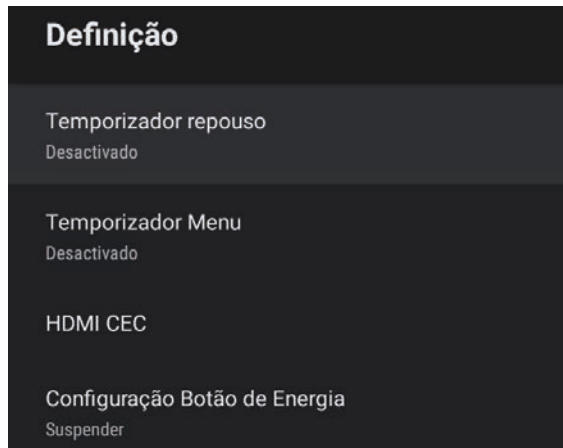 Definição
Temporizador repouso
Desactivado
Temporizador Menu
Desactivado
HDMI CEC
Configuração Botão de Energia
Suspender